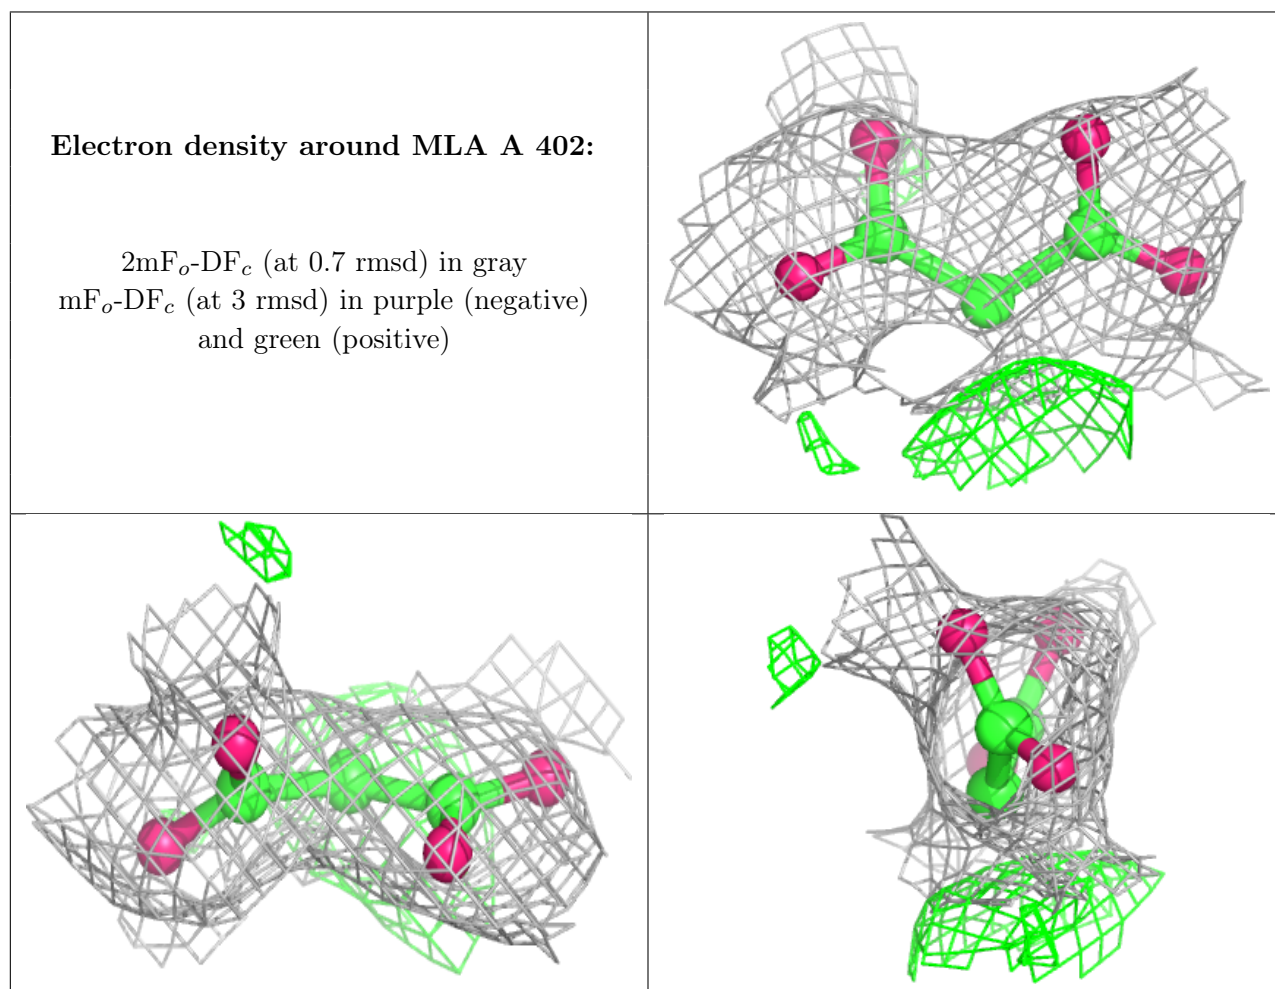 Electron density around MLA A 402:
2mFo-DFc (at 0.7 rmsd) in gray
mFo-DFc (at 3 rmsd) in purple (negative)
and green (positive)